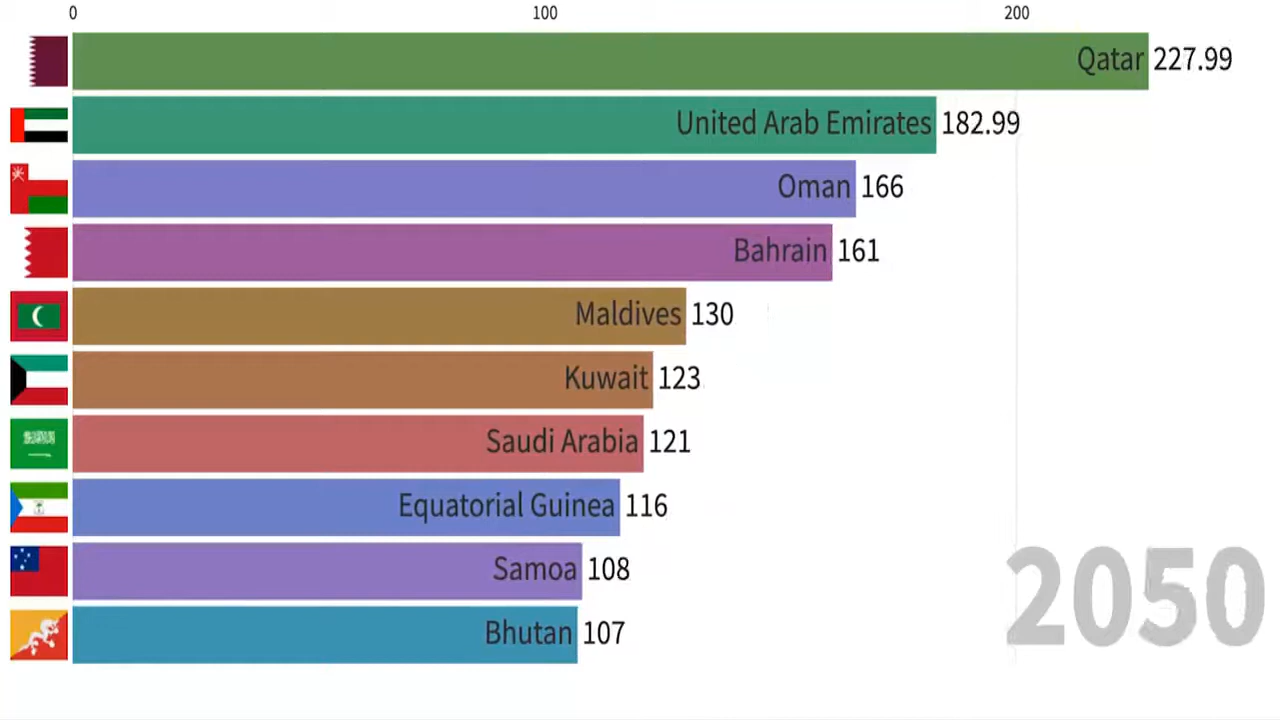 0 100 200
Qatar 227.99
United Arab Emirates 182.99
Oman 166
Bahrain 161
Maldives 130
Kuwait 123
Saudi Arabia 121
Equatorial Guinea 116
Samoa 108
Bhutan 107
2050